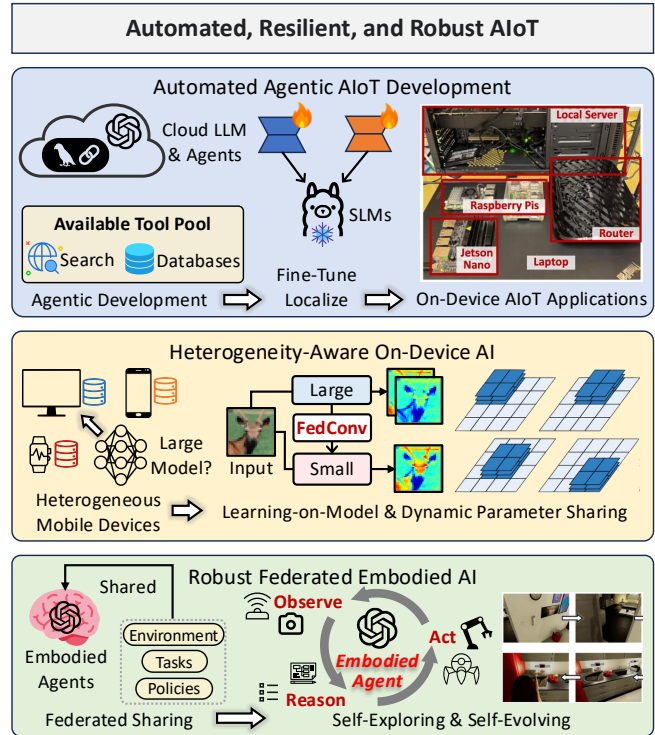 Automated, Resilient, and Robust AIoT
Automated Agentic AIoT Development
Cloud LLM
& Agents
SLMs
Available Tool Pool
Search
Databases
Local Server
Raspberry Pis
Router
Jetson
Nano
Laptop
Agentic Development
Fine-Tune
Localize
On-Device AIoT Applications
Heterogeneity-Aware On-Device AI
Large
Model?
Input
Large
FedConv
Small
Heterogeneous
Mobile Devices
Learning-on-Model & Dynamic Parameter Sharing
Robust Federated Embodied AI
Shared
Embodied
Agents
Environment
Tasks
Policies
Observe
Act
Embodied
Agent
Reason
Federated Sharing
Self-Exploring & Self-Evolving